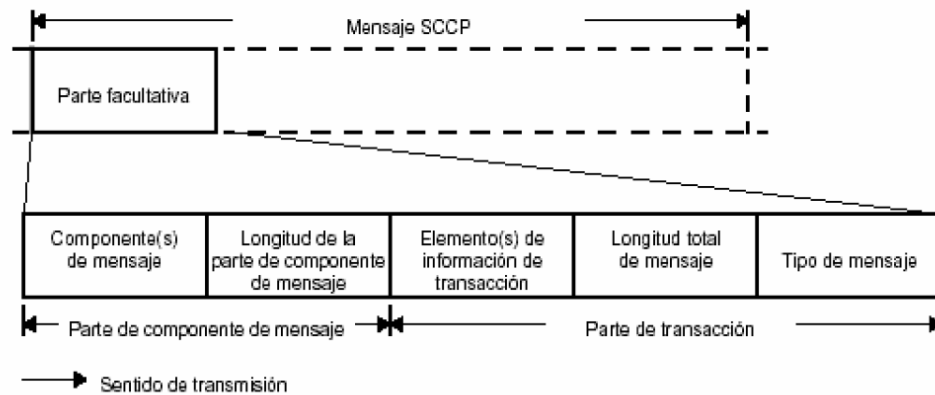 Mensaje SCCP
Parte facultativa
Componente(s)
de mensaje
Longitud de la
parte de componente
de mensaje
Elemento(s) de
información de
transacción
Longitud total
de mensaje
Tipo de mensaje
Parte de componente de mensaje
Parte de transacción
Sentido de transmisión